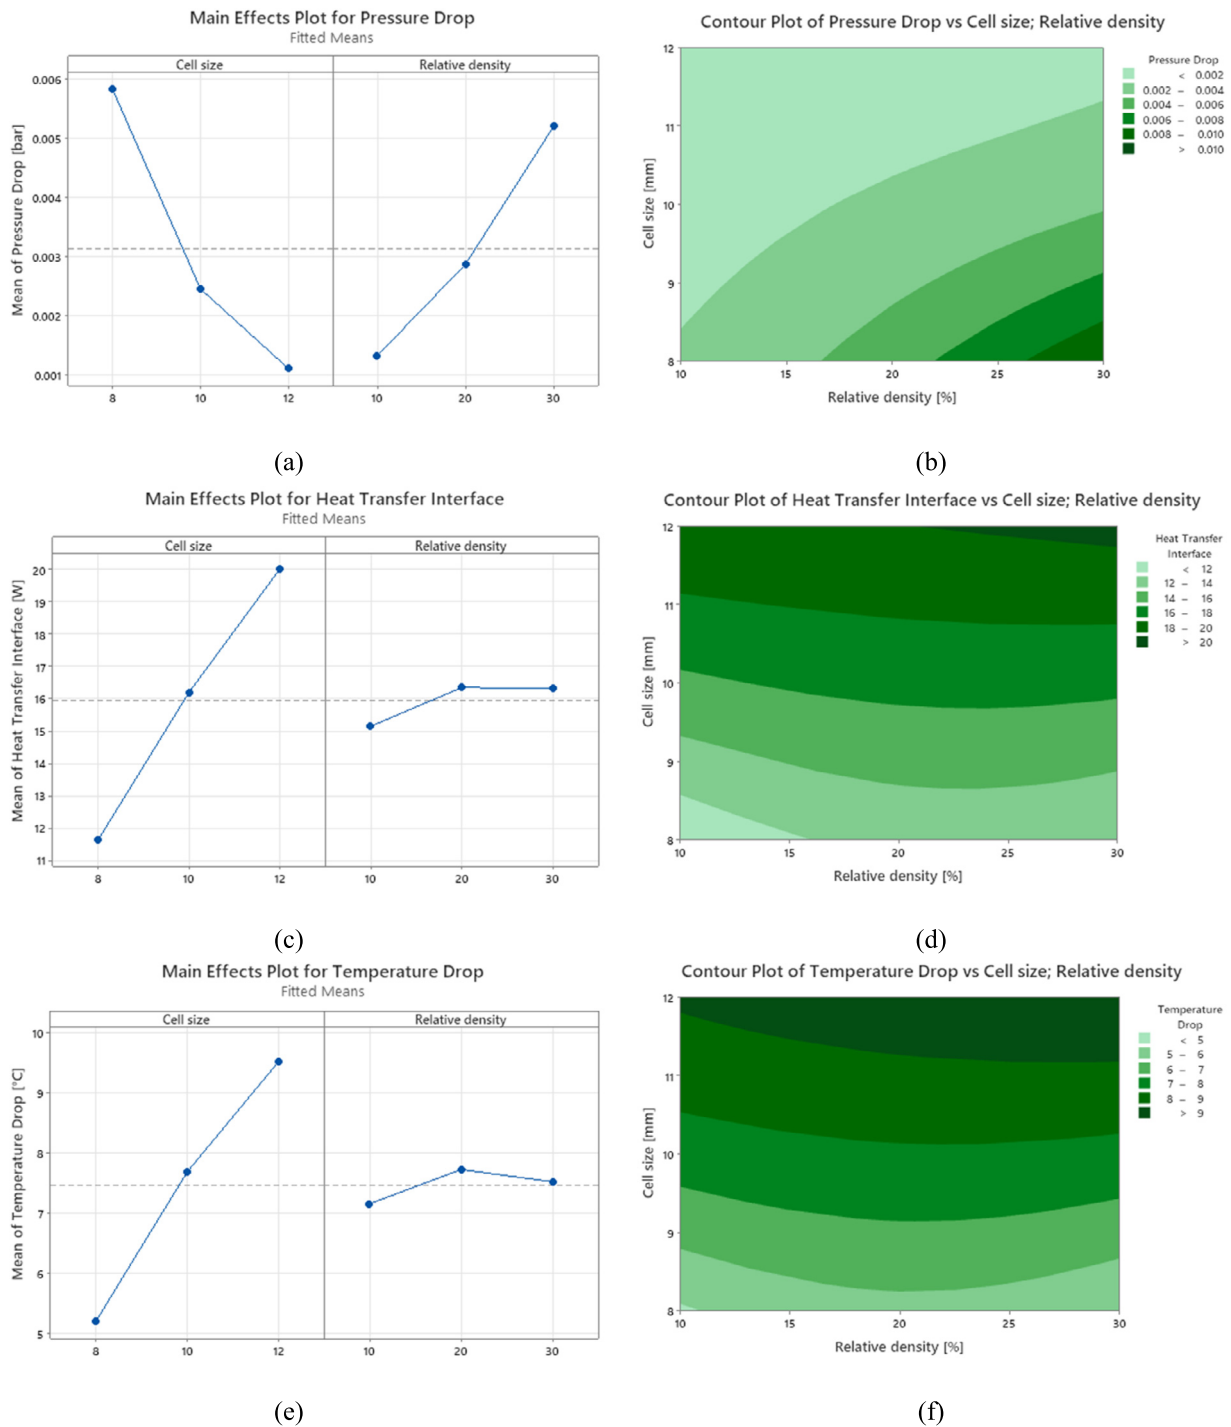 Main Effects Plot for Pressure Drop
Fitted Means
Cell size
Relative density
Mean of Pressure Drop [bar]
0.006
0.005
0.004
0.003
0.002
0.001
8
10
12
10
20
30
(a)
Contour Plot of Pressure Drop vs Cell size; Relative density
Cell size [mm]
12
11
10
9
8
10
15
20
25
30
Relative density [%]
Pressure Drop
< 0.002
0.002 – 0.004
0.004 – 0.006
0.006 – 0.008
0.008 – 0.010
> 0.010
(b)
Main Effects Plot for Heat Transfer Interface
Fitted Means
Cell size
Relative density
Mean of Heat Transfer Interface [W]
20
19
18
17
16
15
14
13
12
11
8
10
12
10
20
30
(c)
Contour Plot of Heat Transfer Interface vs Cell size; Relative density
Cell size [mm]
12
11
10
9
8
10
15
20
25
30
Relative density [%]
Heat Transfer
Interface
< 12
12 – 14
14 – 16
16 – 18
18 – 20
> 20
(d)
Main Effects Plot for Temperature Drop
Fitted Means
Cell size
Relative density
Mean of Temperature Drop [°C]
10
9
8
7
6
5
8
10
12
10
20
30
(e)
Contour Plot of Temperature Drop vs Cell size; Relative density
Cell size [mm]
12
11
10
9
8
10
15
20
25
30
Relative density [%]
Temperature
Drop
< 5
5 – 6
6 – 7
7 – 8
8 – 9
> 9
(f)